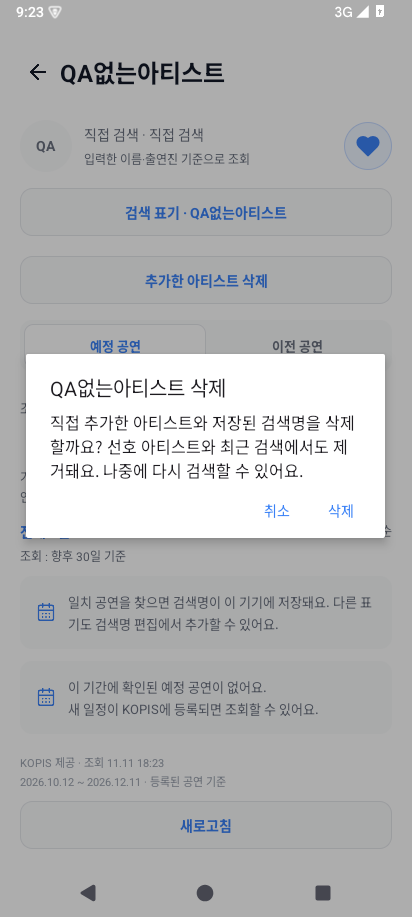 9:23
3G
QA없는아티스트
QA
직접 검색 · 직접 검색
입력한 이름·출연진 기준으로 조회
검색 표기 · QA없는아티스트
추가한 아티스트 삭제
예정 공연
이전 공연
QA없는아티스트 삭제
직접 추가한 아티스트와 저장된 검색명을 삭제
할까요? 선호 아티스트와 최근 검색에서도 제
거돼요. 나중에 다시 검색할 수 있어요.
취소
삭제
조회 : 향후 30일 기준
일치 공연을 찾으면 검색명이 이 기기에 저장돼요. 다른 표
기도 검색명 편집에서 추가할 수 있어요.
이 기간에 확인된 예정 공연이 없어요.
새 일정이 KOPIS에 등록되면 조회할 수 있어요.
KOPIS 제공 · 조회 11.11 18:23
2026.10.12 ~ 2026.12.11 · 등록된 공연 기준
새로고침